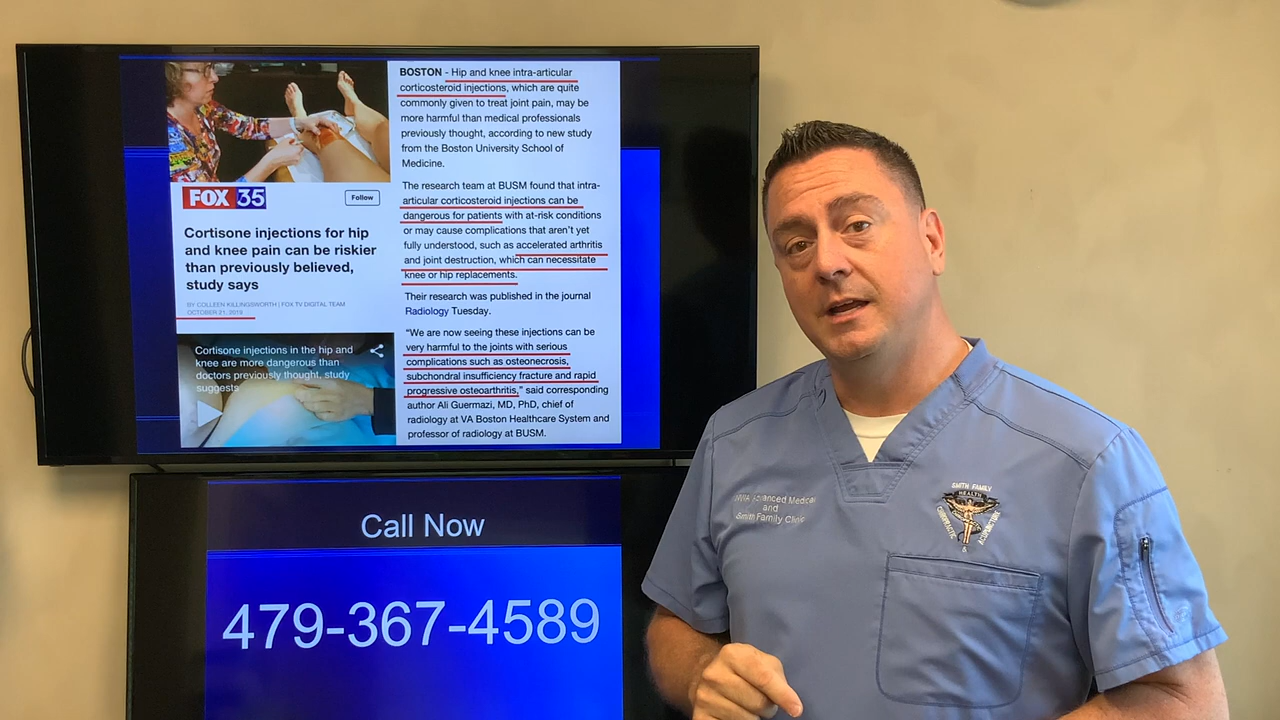 FOX 35
Follow
Cortisone injections for hip
and knee pain can be riskier
than previously believed,
study says
BY COLLEEN KILLINGSWORTH | FOX TV DIGITAL TEAM
OCTOBER 21, 2019
Cortisone injections in the hip and
knee are more dangerous than
doctors previously thought, study
suggests
BOSTON - Hip and knee intra-articular
corticosteroid injections, which are quite
commonly given to treat joint pain, may be
more harmful than medical professionals
previously thought, according to new study
from the Boston University School of
Medicine.
The research team at BUSM found that intra-
articular corticosteroid injections can be
dangerous for patients with at-risk conditions
or may cause complications that aren't yet
fully understood, such as accelerated arthritis
and joint destruction, which can necessitate
knee or hip replacements.
Their research was published in the journal
Radiology Tuesday.
"We are now seeing these injections can be
very harmful to the joints with serious
complications such as osteonecrosis,
subchondral insufficiency fracture and rapid
progressive osteoarthritis," said corresponding
author Ali Guermazi, MD, PhD, chief of
radiology at VA Boston Healthcare System and
professor of radiology at BUSM.
Call Now
479-367-4589
NWA Advanced Medical
and
Smith Family Clinic
SMITH FAMILY
HEALTH
CHIROPRACTIC
&
ACUPUNCTURE